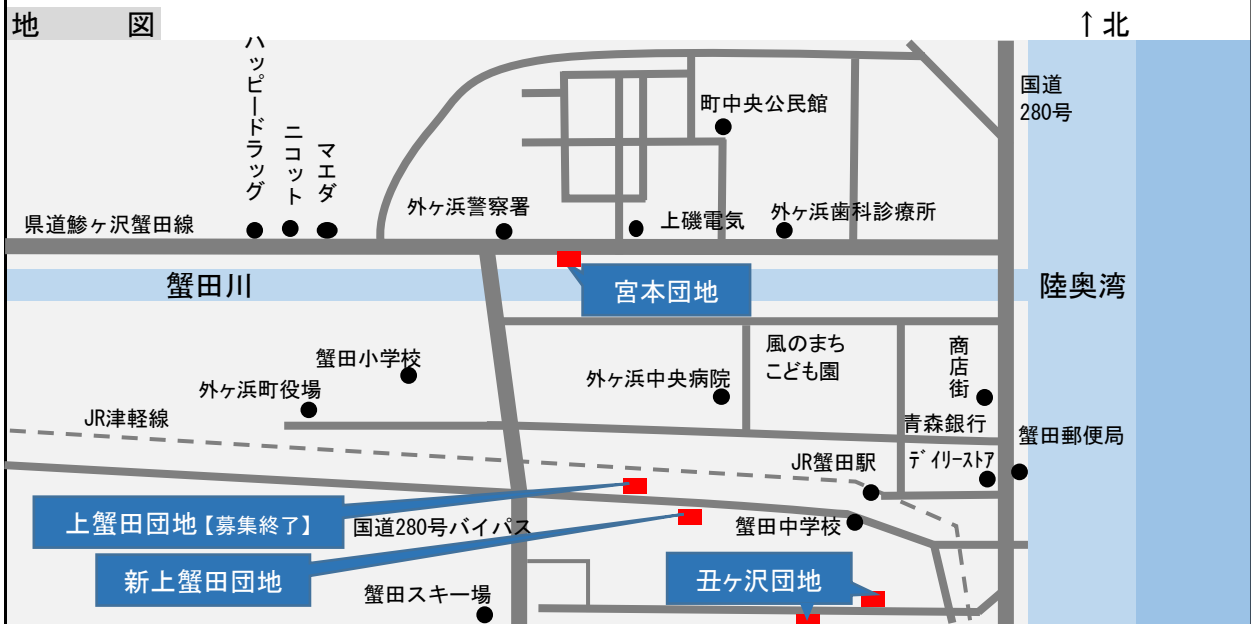 地　　図
↑北
国道
280号
ハッピードラッグ
ニコット
マエダ
町中央公民館
県道鰺ヶ沢蟹田線
外ヶ浜警察署
上磯電気
外ヶ浜歯科診療所
蟹田川
宮本団地
陸奥湾
蟹田小学校
外ヶ浜町役場
外ヶ浜中央病院
風のまち
こども園
商店街
JR津軽線
青森銀行
蟹田郵便局
JR蟹田駅
ﾃﾞｲﾘｰｽﾄｱ
上蟹田団地【募集終了】
国道280号バイパス
蟹田中学校
新上蟹田団地
丑ヶ沢団地
蟹田スキー場